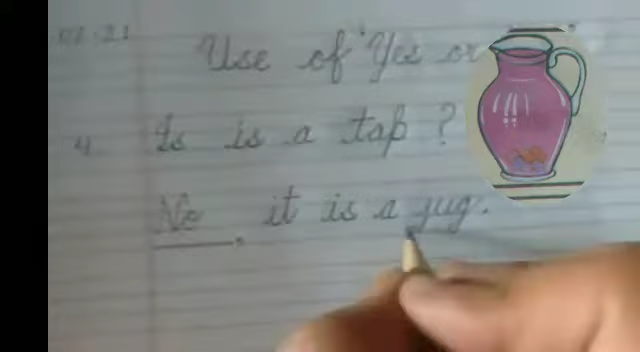 Use of 'Yes or
4 Is is a tap ?
No, it is a jug.